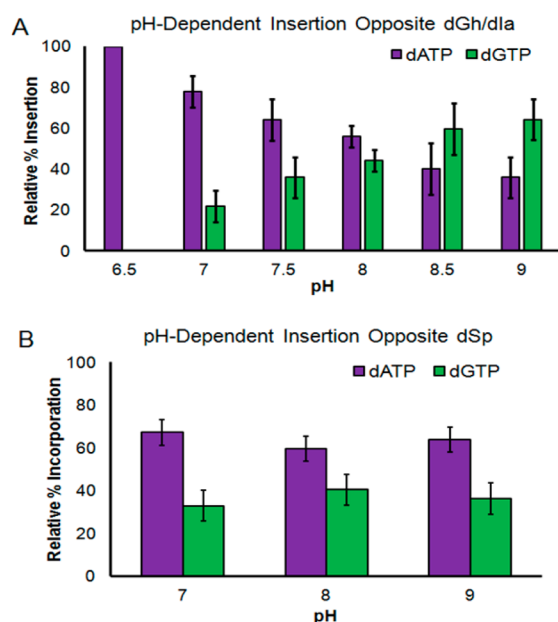 A
pH-Dependent Insertion Opposite dGh/dIa
dATP dGTP
Relative % Insertion
100
80
60
40
20
0
6.5 7 7.5 8 8.5 9
pH
B
pH-Dependent Insertion Opposite dSp
dATP dGTP
Relative % Incorporation
100
80
60
40
20
0
7 8 9
pH